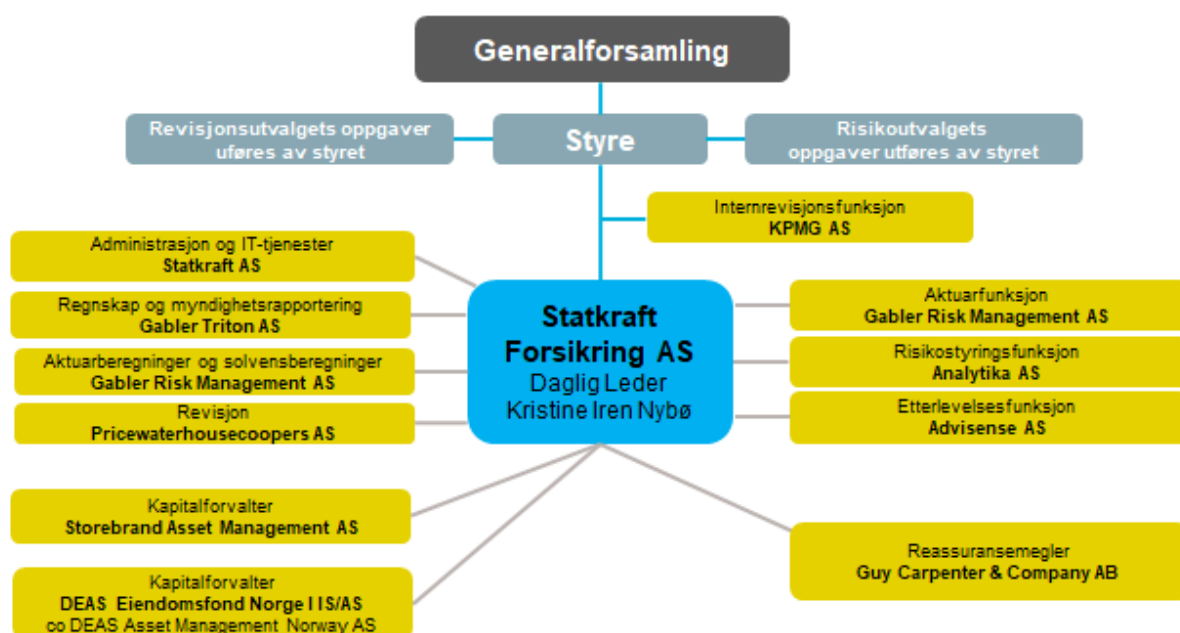 Generalforsamling
Revisjonsutvalgets oppgaver
uføres av styret
Styre
Risikoutvalgets
oppgaver utføres av styret
Internrevisjonsfunksjon
KPMG AS
Administrasjon og IT-tjenester
Statkraft AS
Regnskap og myndighetsrapportering
Gabler Triton AS
Aktuarberegninger og solvensberegninger
Gabler Risk Management AS
Revisjon
Pricewaterhousecoopers AS
Statkraft
Forsikring AS
Daglig Leder
Kristine Iren Nybø
Aktuarfunksjon
Gabler Risk Management AS
Risikostyringsfunksjon
Analytika AS
Etterlevelsesfunksjon
Advisense AS
Kapitalforvalter
Storebrand Asset Management AS
Kapitalforvalter
DEAS Eiendomsfond Norge I IS/AS
co DEAS Asset Management Norway AS
Reassuransemegler
Guy Carpenter & Company AB